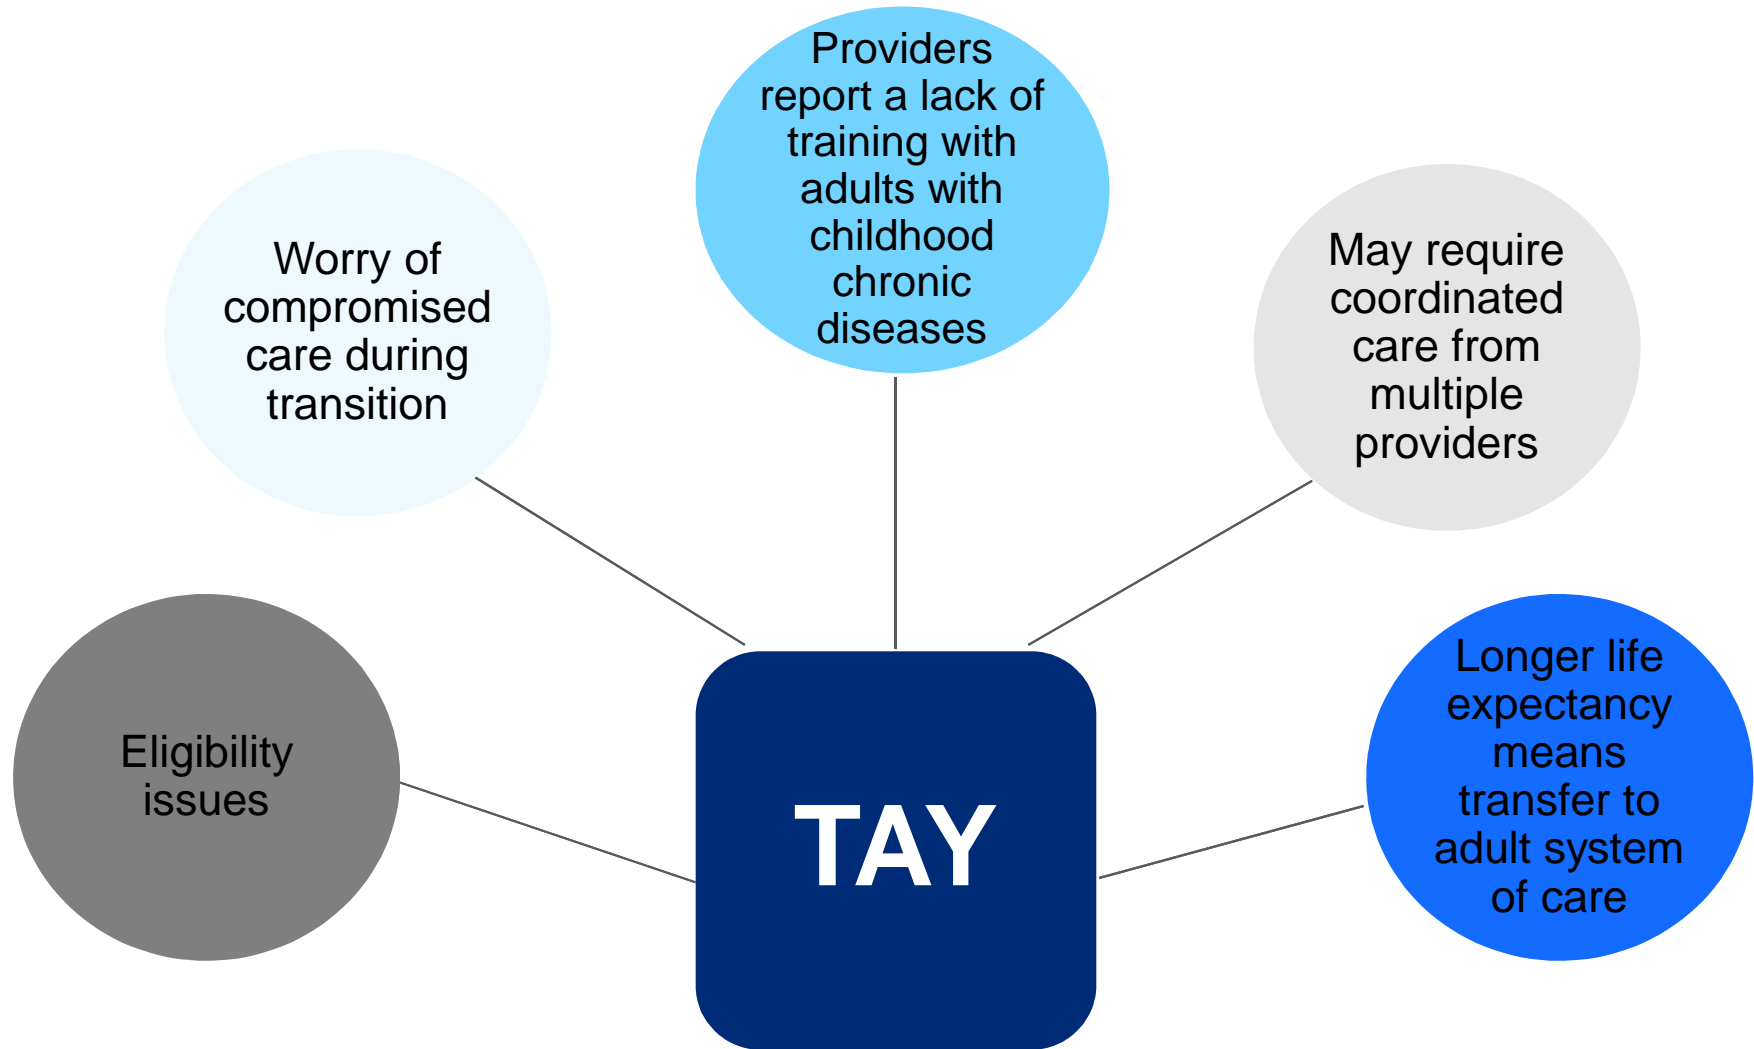 Providers
report a lack of
training with
adults with
childhood
chronic
diseases
Worry of
compromised
care during
transition
May require
coordinated
care from
multiple
providers
Eligibility
issues
Longer life
expectancy
means
transfer to
adult system
of care
TAY